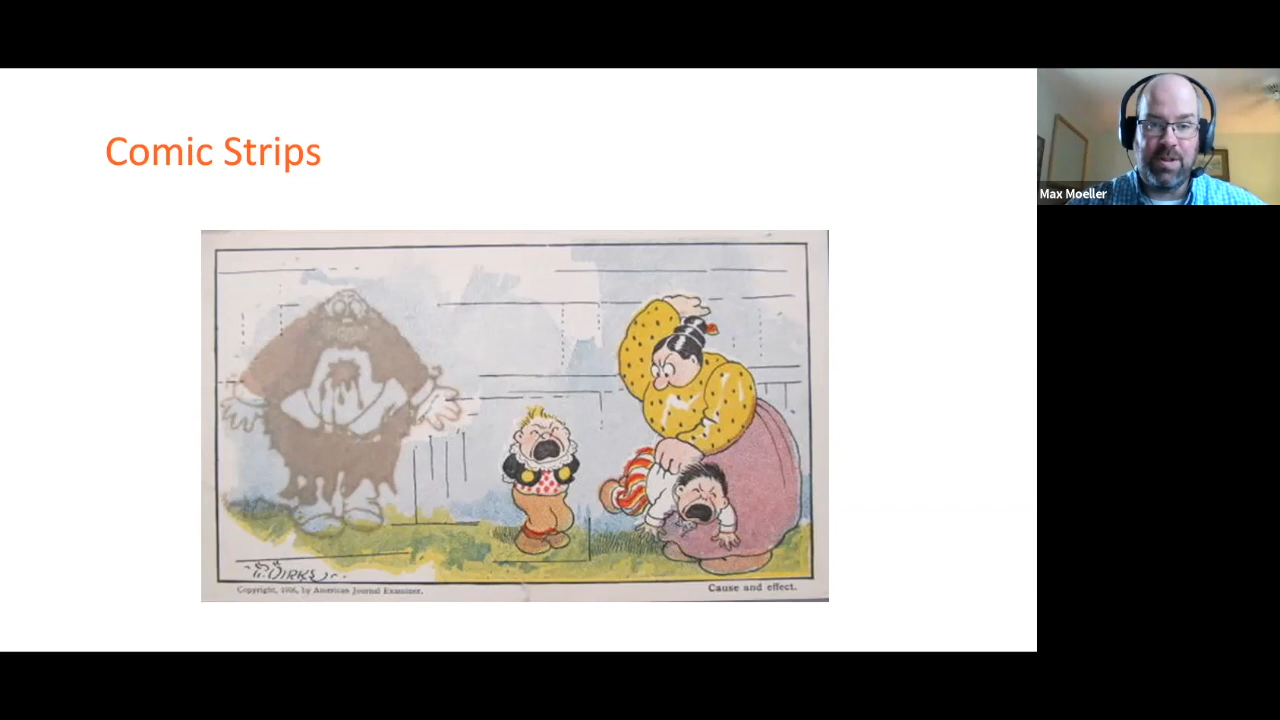 Comic Strips
Max Moeller
R. DIRKS
Copyright, 1906, by American Journal Examiner.
Cause and effect.